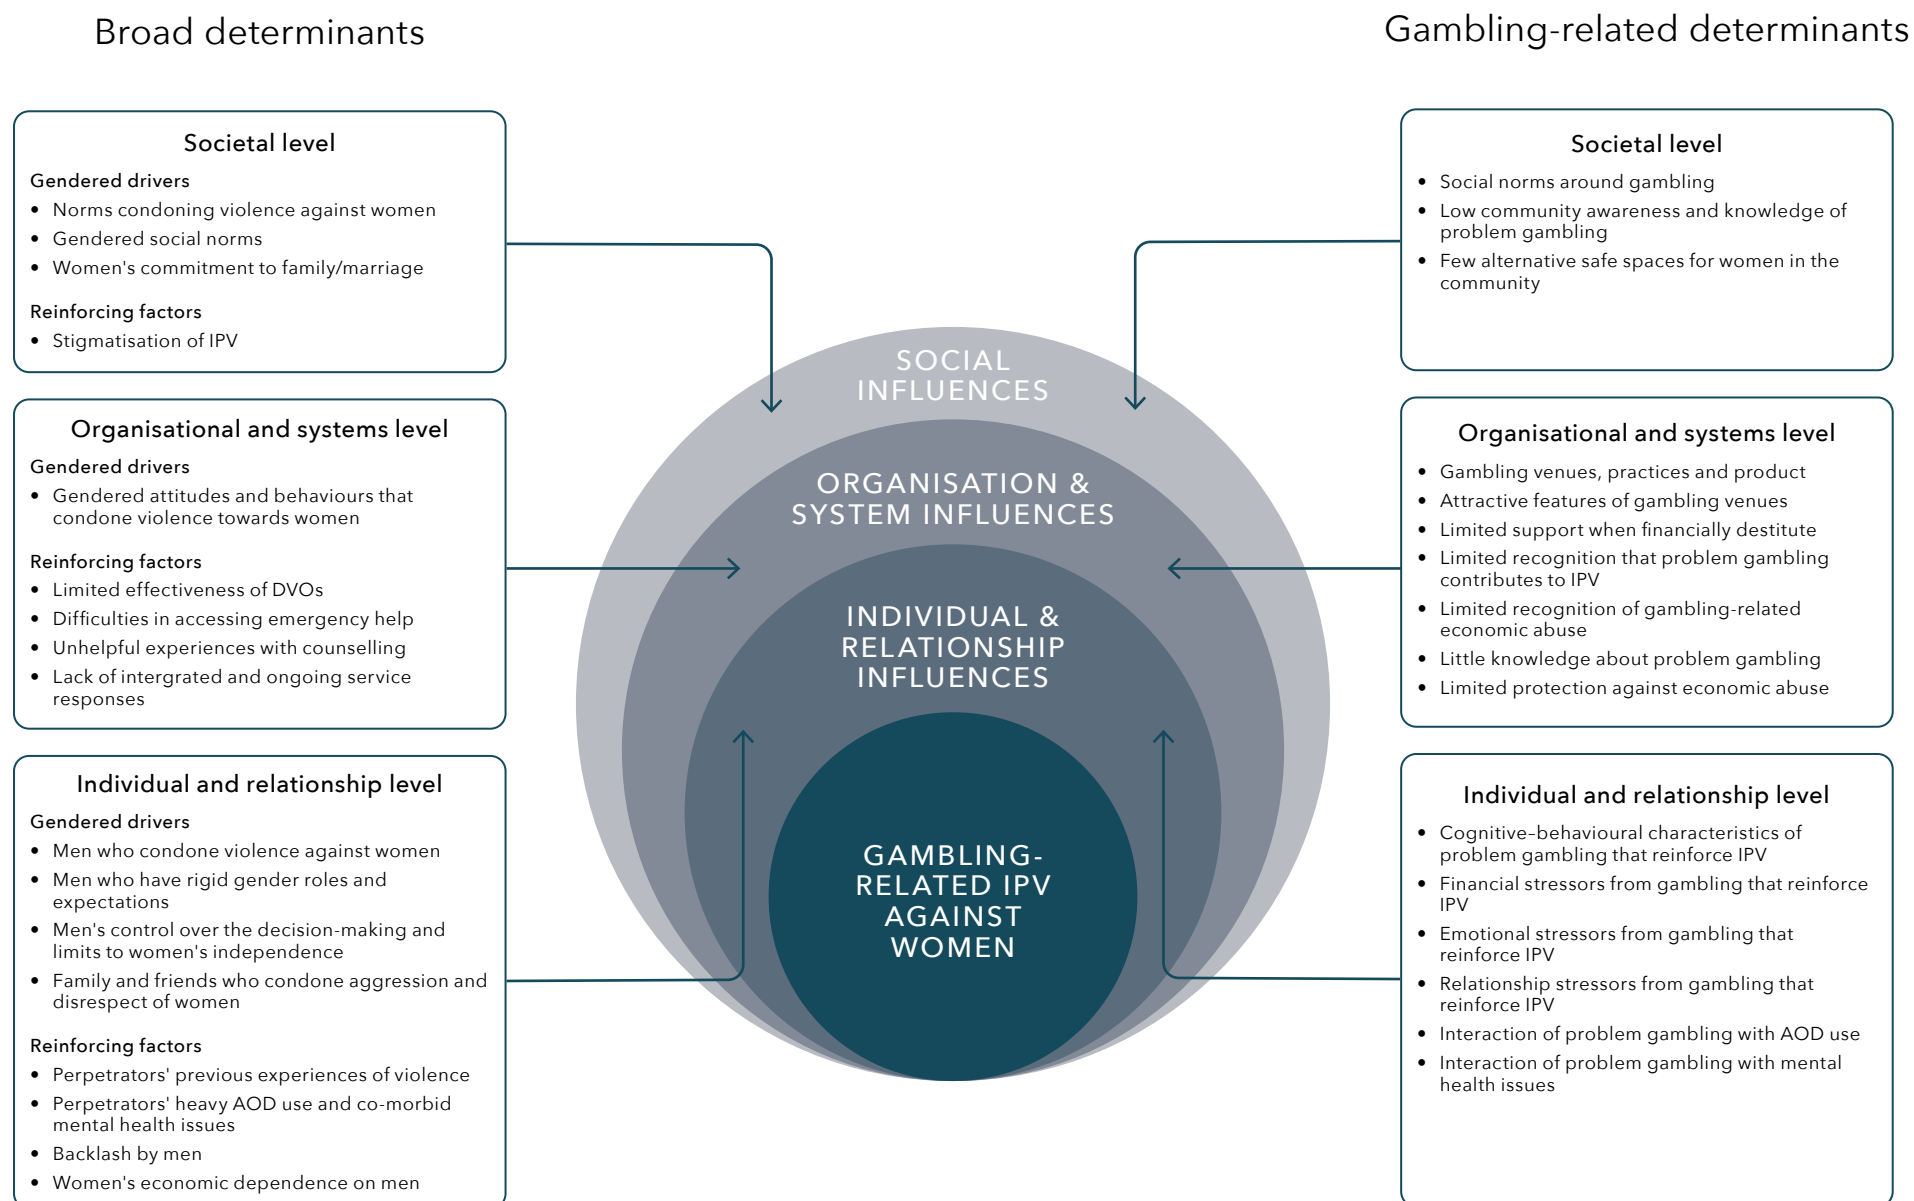 Broad determinants
Gambling-related determinants
Societal level
Gendered drivers
• Norms condoning violence against women
• Gendered social norms
• Women's commitment to family/marriage
Reinforcing factors
• Stigmatisation of IPV
Organisational and systems level
Gendered drivers
• Gendered attitudes and behaviours that
condone violence towards women
Reinforcing factors
• Limited effectiveness of DVOs
• Difficulties in accessing emergency help
• Unhelpful experiences with counselling
• Lack of intergrated and ongoing service
responses
Individual and relationship level
Gendered drivers
• Men who condone violence against women
• Men who have rigid gender roles and
expectations
• Men's control over the decision-making and
limits to women's independence
• Family and friends who condone aggression and
disrespect of women
Reinforcing factors
• Perpetrators' previous experiences of violence
• Perpetrators' heavy AOD use and co-morbid
mental health issues
• Backlash by men
• Women's economic dependence on men
SOCIAL
INFLUENCES
ORGANISATION &
SYSTEM INFLUENCES
INDIVIDUAL &
RELATIONSHIP
INFLUENCES
GAMBLING-
RELATED IPV
AGAINST
WOMEN
Societal level
• Social norms around gambling
• Low community awareness and knowledge of
problem gambling
• Few alternative safe spaces for women in the
community
Organisational and systems level
• Gambling venues, practices and product
• Attractive features of gambling venues
• Limited support when financially destitute
• Limited recognition that problem gambling
contributes to IPV
• Limited recognition of gambling-related
economic abuse
• Little knowledge about problem gambling
• Limited protection against economic abuse
Individual and relationship level
• Cognitive–behavioural characteristics of
problem gambling that reinforce IPV
• Financial stressors from gambling that reinforce
IPV
• Emotional stressors from gambling that
reinforce IPV
• Relationship stressors from gambling that
reinforce IPV
• Interaction of problem gambling with AOD use
• Interaction of problem gambling with mental
health issues